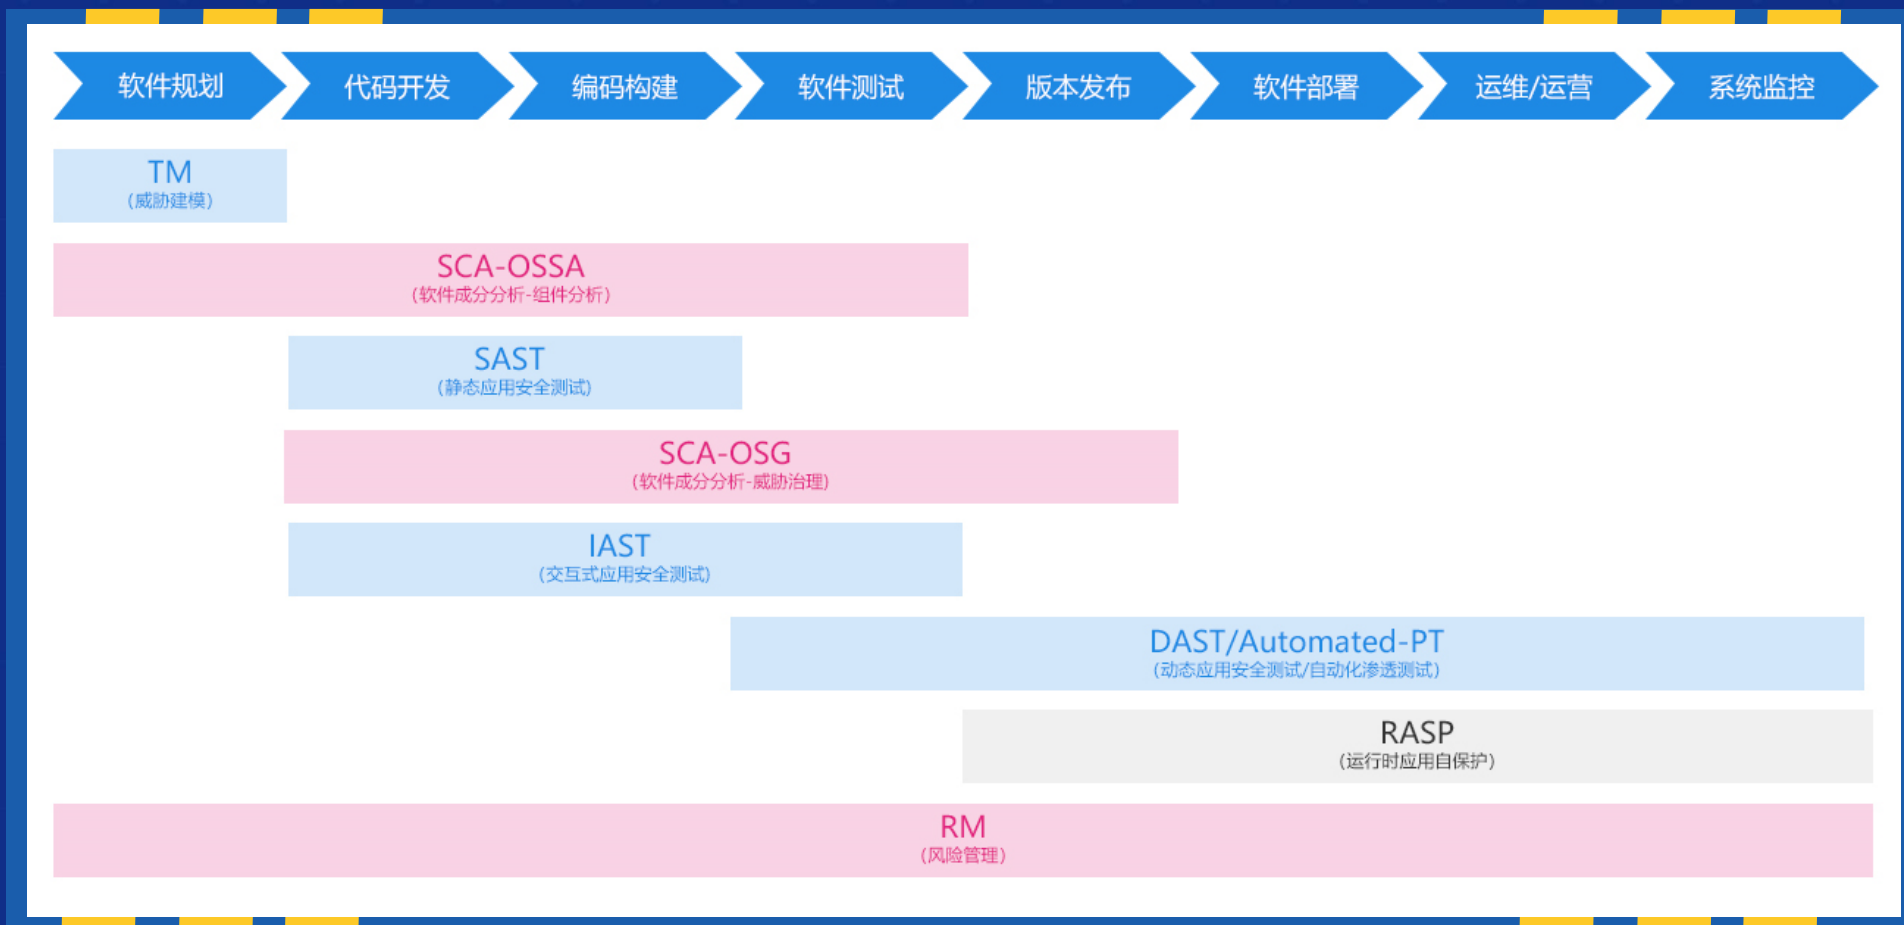 软件规划
代码开发
编码构建
软件测试
版本发布
软件部署
运维/运营
系统监控
TM
(威胁建模)
SCA-OSSA
(软件成分分析-组件分析)
SAST
(静态应用安全测试)
SCA-OSG
(软件成分分析-威胁治理)
IAST
(交互式应用安全测试)
DAST/Automated-PT
(动态应用安全测试/自动化渗透测试)
RASP
(运行时应用自保护)
RM
(风险管理)